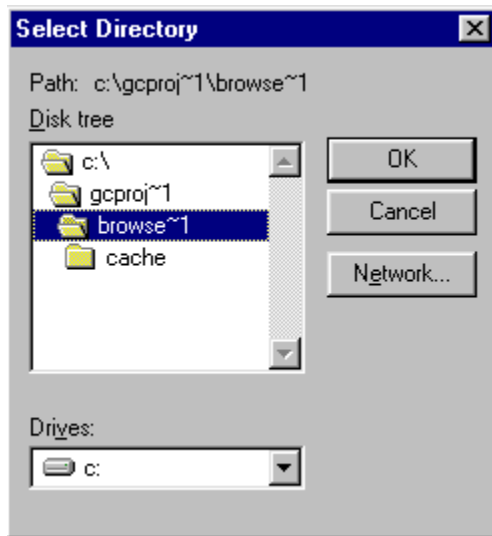 Select Directory
Path: c:\gcproj~1\browse~1
Disk tree
c:\
gcproj~1
browse~1
cache
OK
Cancel
Network...
Drives:
c: